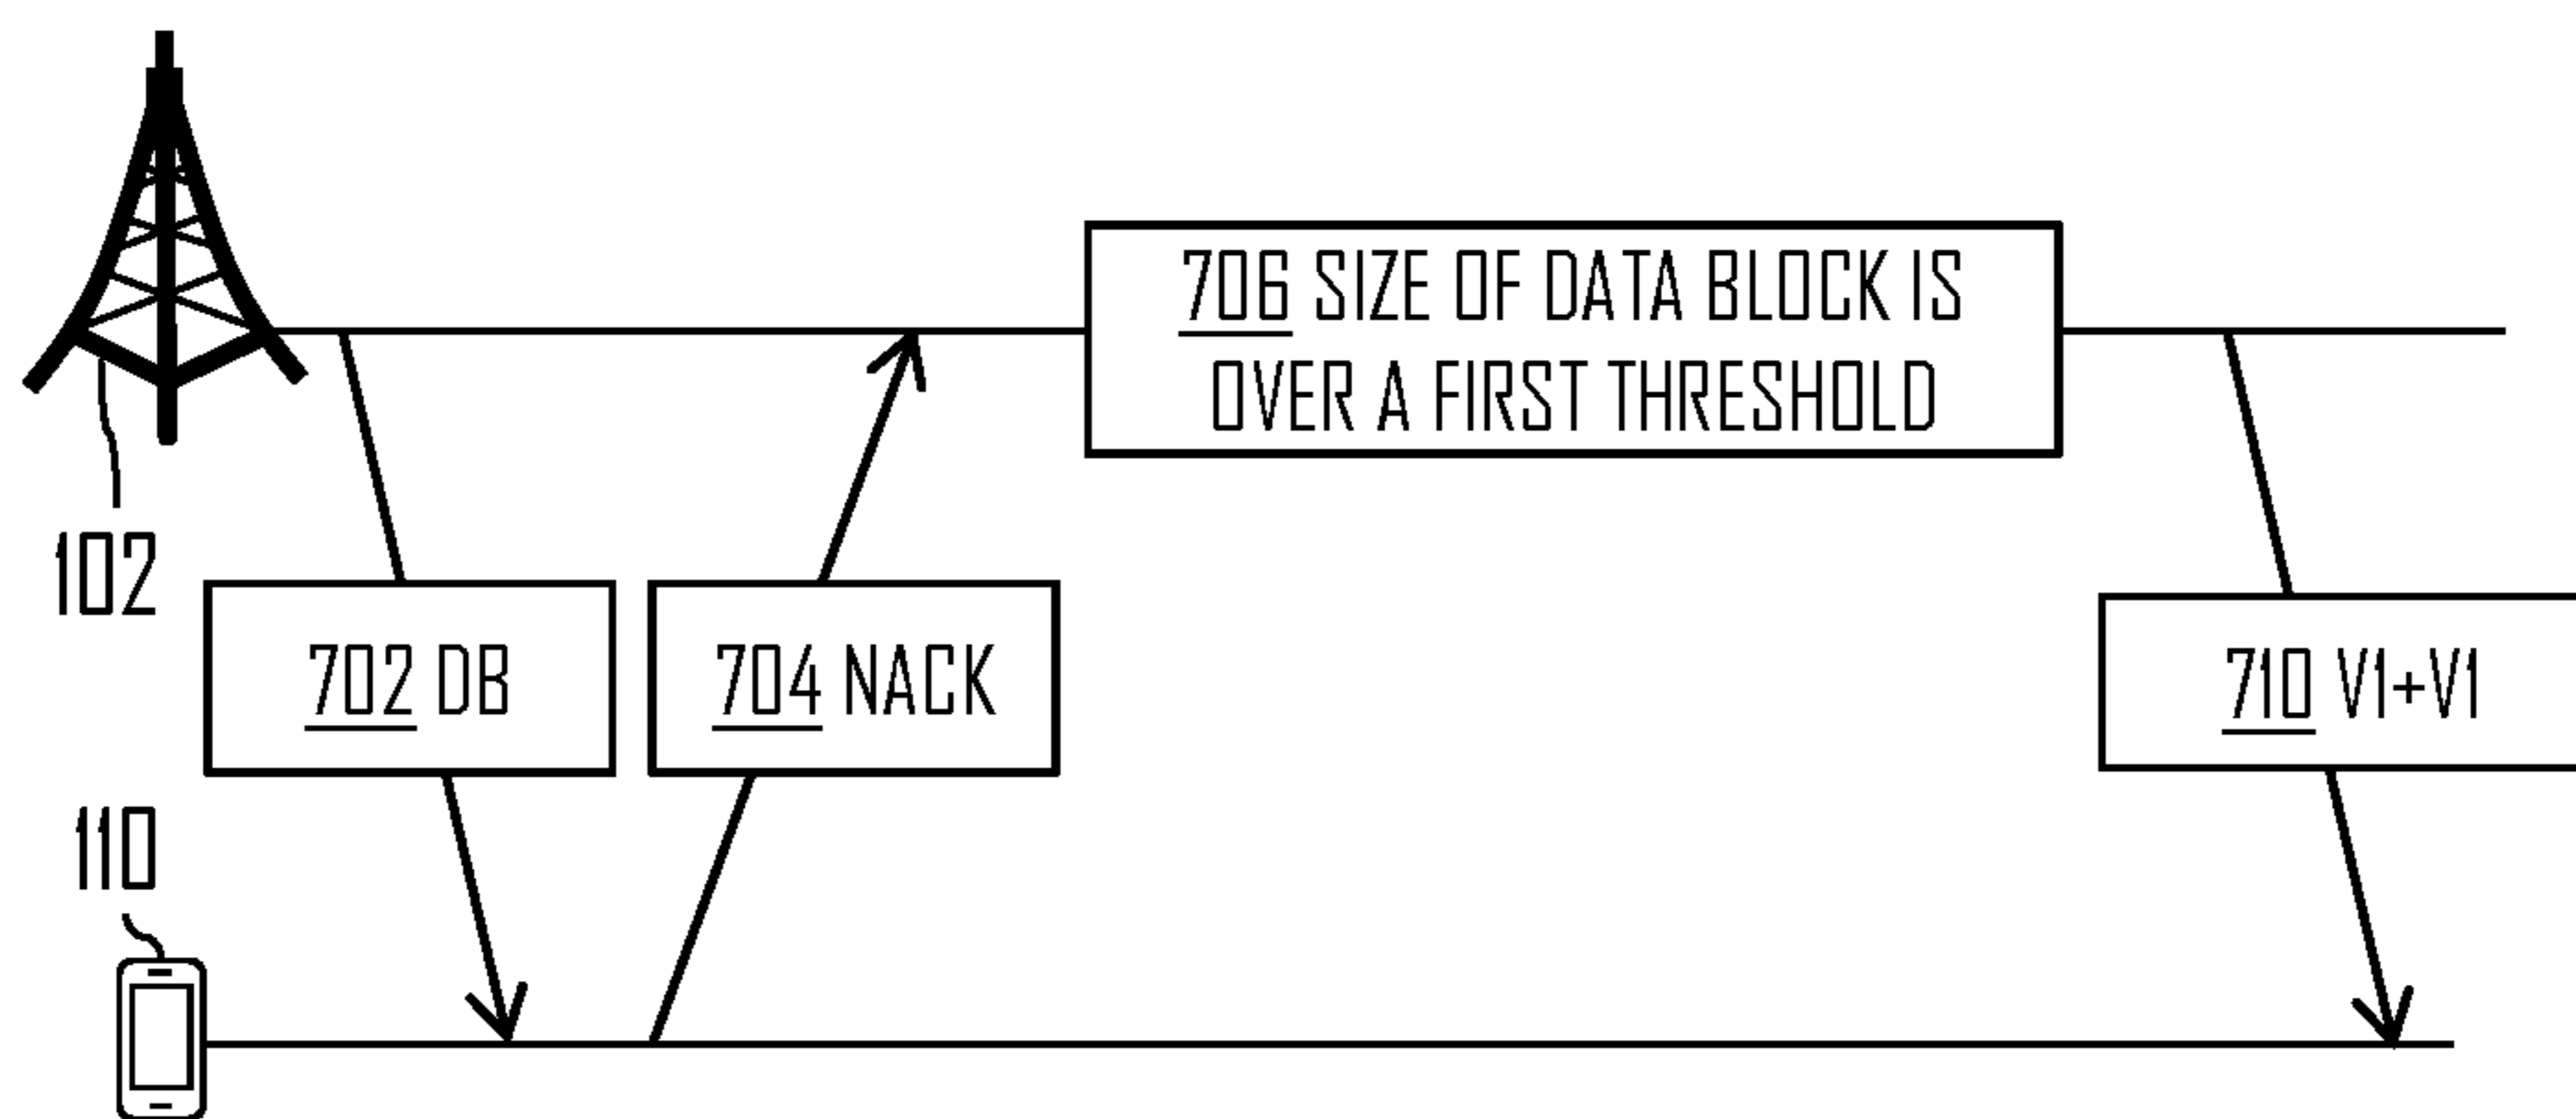 706 SIZE OF DATA BLOCK IS
OVER A FIRST THRESHOLD
102
702 DB
704 NACK
710 V1+V1
110